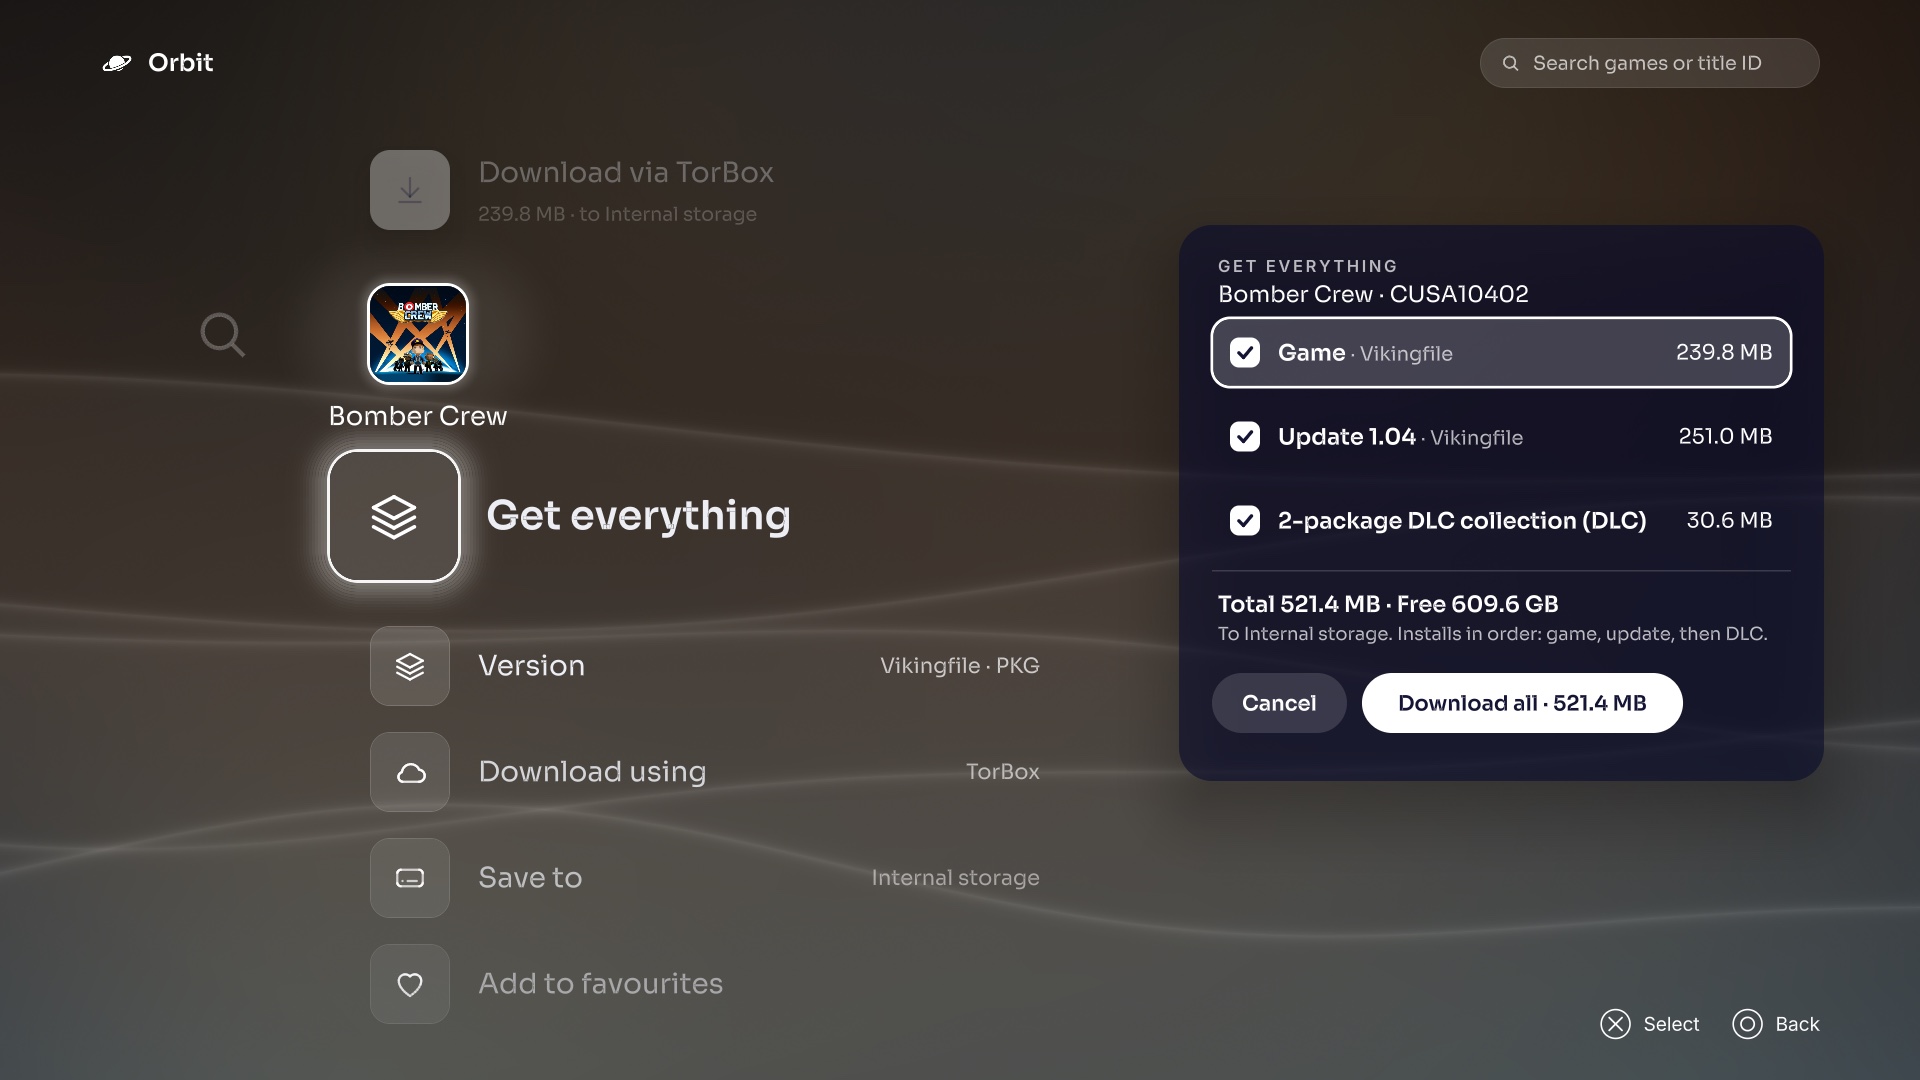 Orbit
Search games or title ID
Download via TorBox
239.8 MB · to Internal storage
BOMBER
CREW
Bomber Crew
Get everything
Version
Vikingfile · PKG
Download using
TorBox
Save to
Internal storage
Add to favourites
GET EVERYTHING
Bomber Crew · CUSA10402
Game · Vikingfile
239.8 MB
Update 1.04 · Vikingfile
251.0 MB
2-package DLC collection (DLC)
30.6 MB
Total 521.4 MB · Free 609.6 GB
To Internal storage. Installs in order: game, update, then DLC.
Cancel
Download all · 521.4 MB
Select
Back